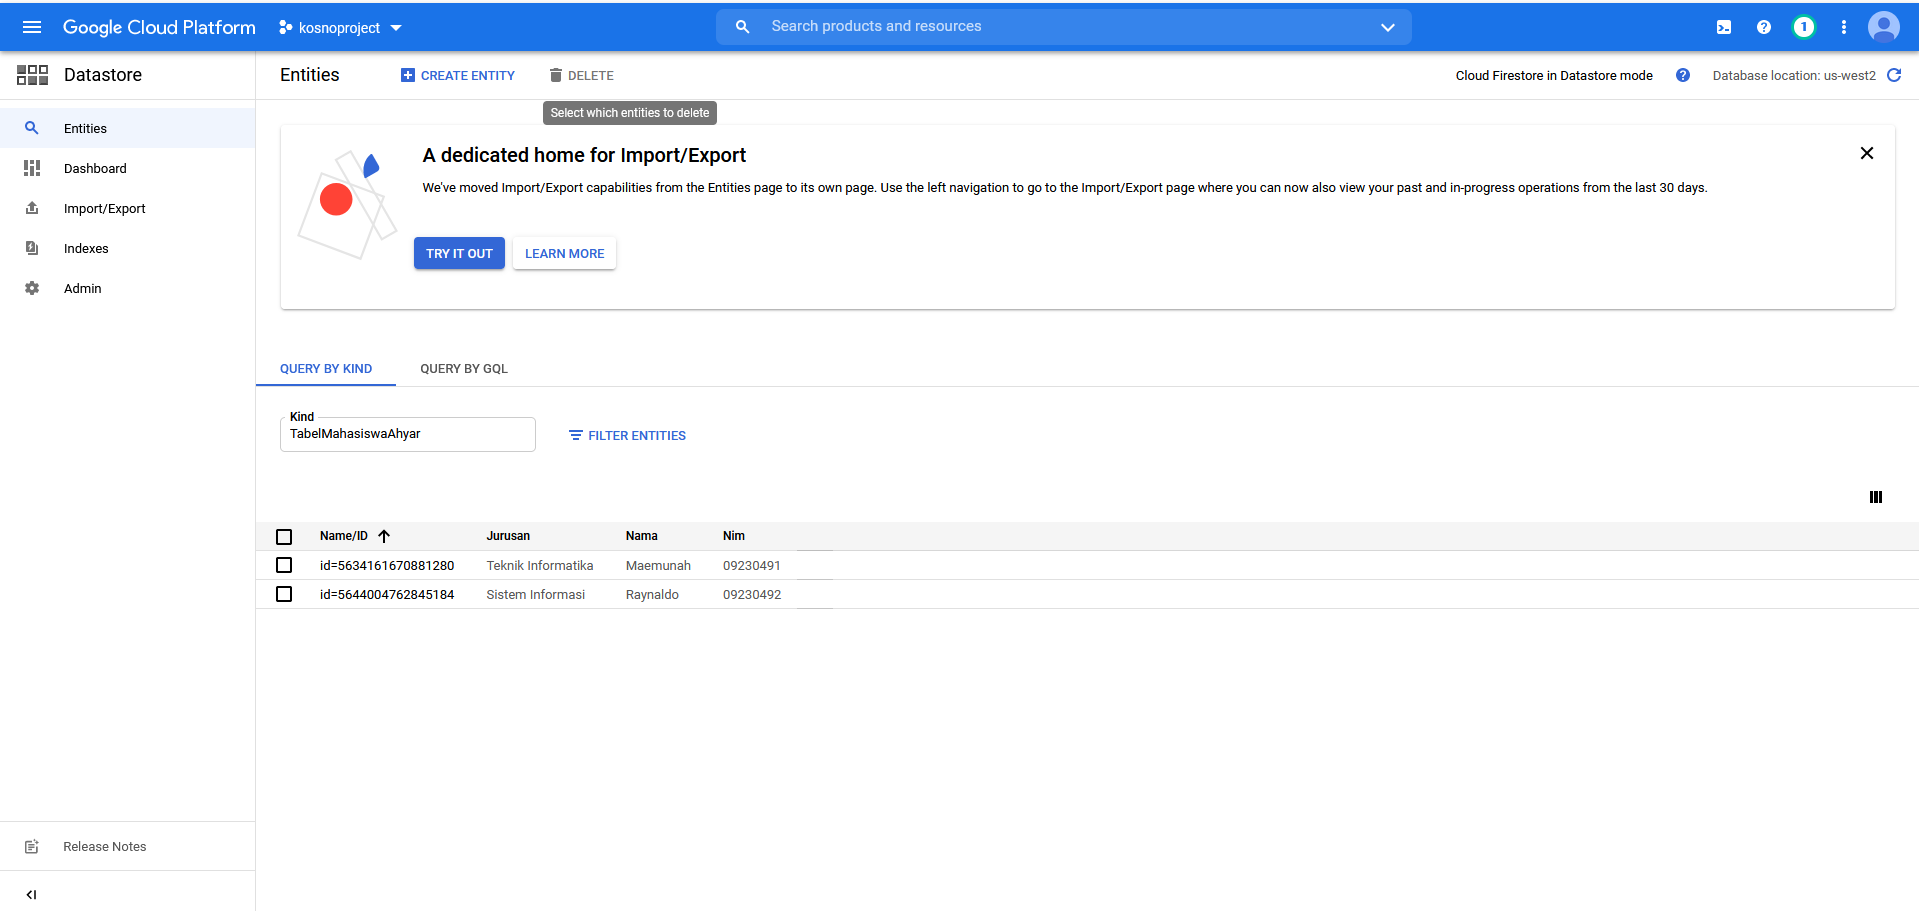 Google Cloud Platform
kosnoproject
Search products and resources
1
Datastore
Entities
CREATE ENTITY
DELETE
Cloud Firestore in Datastore mode
Database location: us-west2
Select which entities to delete
Entities
Dashboard
Import/Export
Indexes
Admin
A dedicated home for Import/Export
We've moved Import/Export capabilities from the Entities page to its own page. Use the left navigation to go to the Import/Export page where you can now also view your past and in-progress operations from the last 30 days.
TRY IT OUT
LEARN MORE
QUERY BY KIND
QUERY BY GQL
Kind
TabelMahasiswaAhyar
FILTER ENTITIES
Name/ID Jurusan Nama Nim
id=5634161670881280 Teknik Informatika Maemunah 09230491
id=5644004762845184 Sistem Informasi Raynaldo 09230492
Release Notes